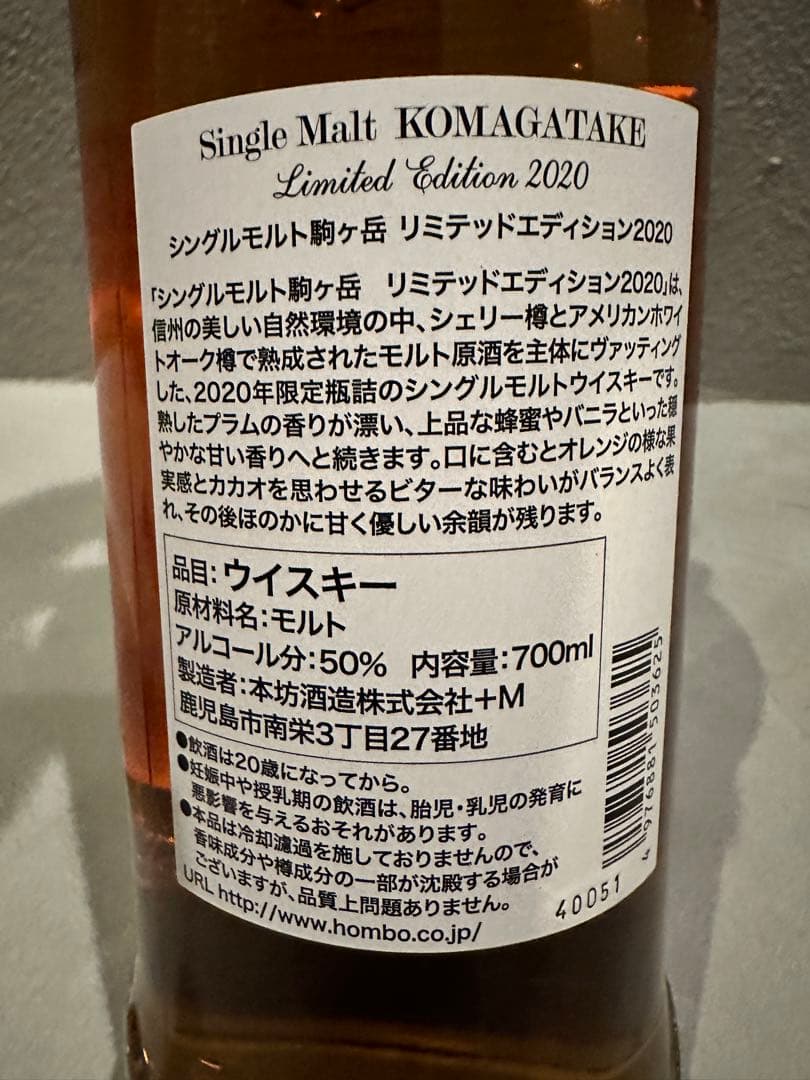 Single Malt KOMAGATAKE
Limited Edition 2020
シングルモルト駒ヶ岳 リミテッドエディション2020
「シングルモルト駒ヶ岳　リミテッドエディション2020」は、
信州の美しい自然環境の中、シェリー樽とアメリカンホワイ
トオーク樽で熟成されたモルト原酒を主体にヴァッティング
した、2020年限定瓶詰のシングルモルトウイスキーです。
熟したプラムの香りが漂い、上品な蜂蜜やバニラといった穏
やかな甘い香りへと続きます。口に含むとオレンジの様な果
実感とカカオを思わせるビターな味わいがバランスよく表
れ、その後ほのかに甘く優しい余韻が残ります。
品目：ウイスキー
原材料名：モルト
アルコール分：50% 内容量：700ml
製造者：本坊酒造株式会社+M
鹿児島市南栄3丁目27番地
●飲酒は20歳になってから。
●妊娠中や授乳期の飲酒は、胎児・乳児の発育に
悪影響を与えるおそれがあります。
●本品は冷却濾過を施しておりませんので、
香味成分や樽成分の一部が沈殿する場合が
ございますが、品質上問題ありません。
URL http://www.hombo.co.jp/
40051
4 976881 503625